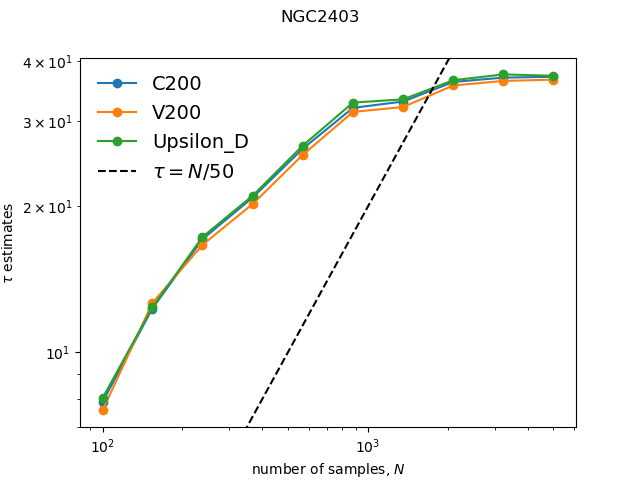 NGC2403
4 × 10¹
3 × 10¹
2 × 10¹
10¹
τ estimates
C200
V200
Upsilon_D
τ = N/50
10²
10³
number of samples, N